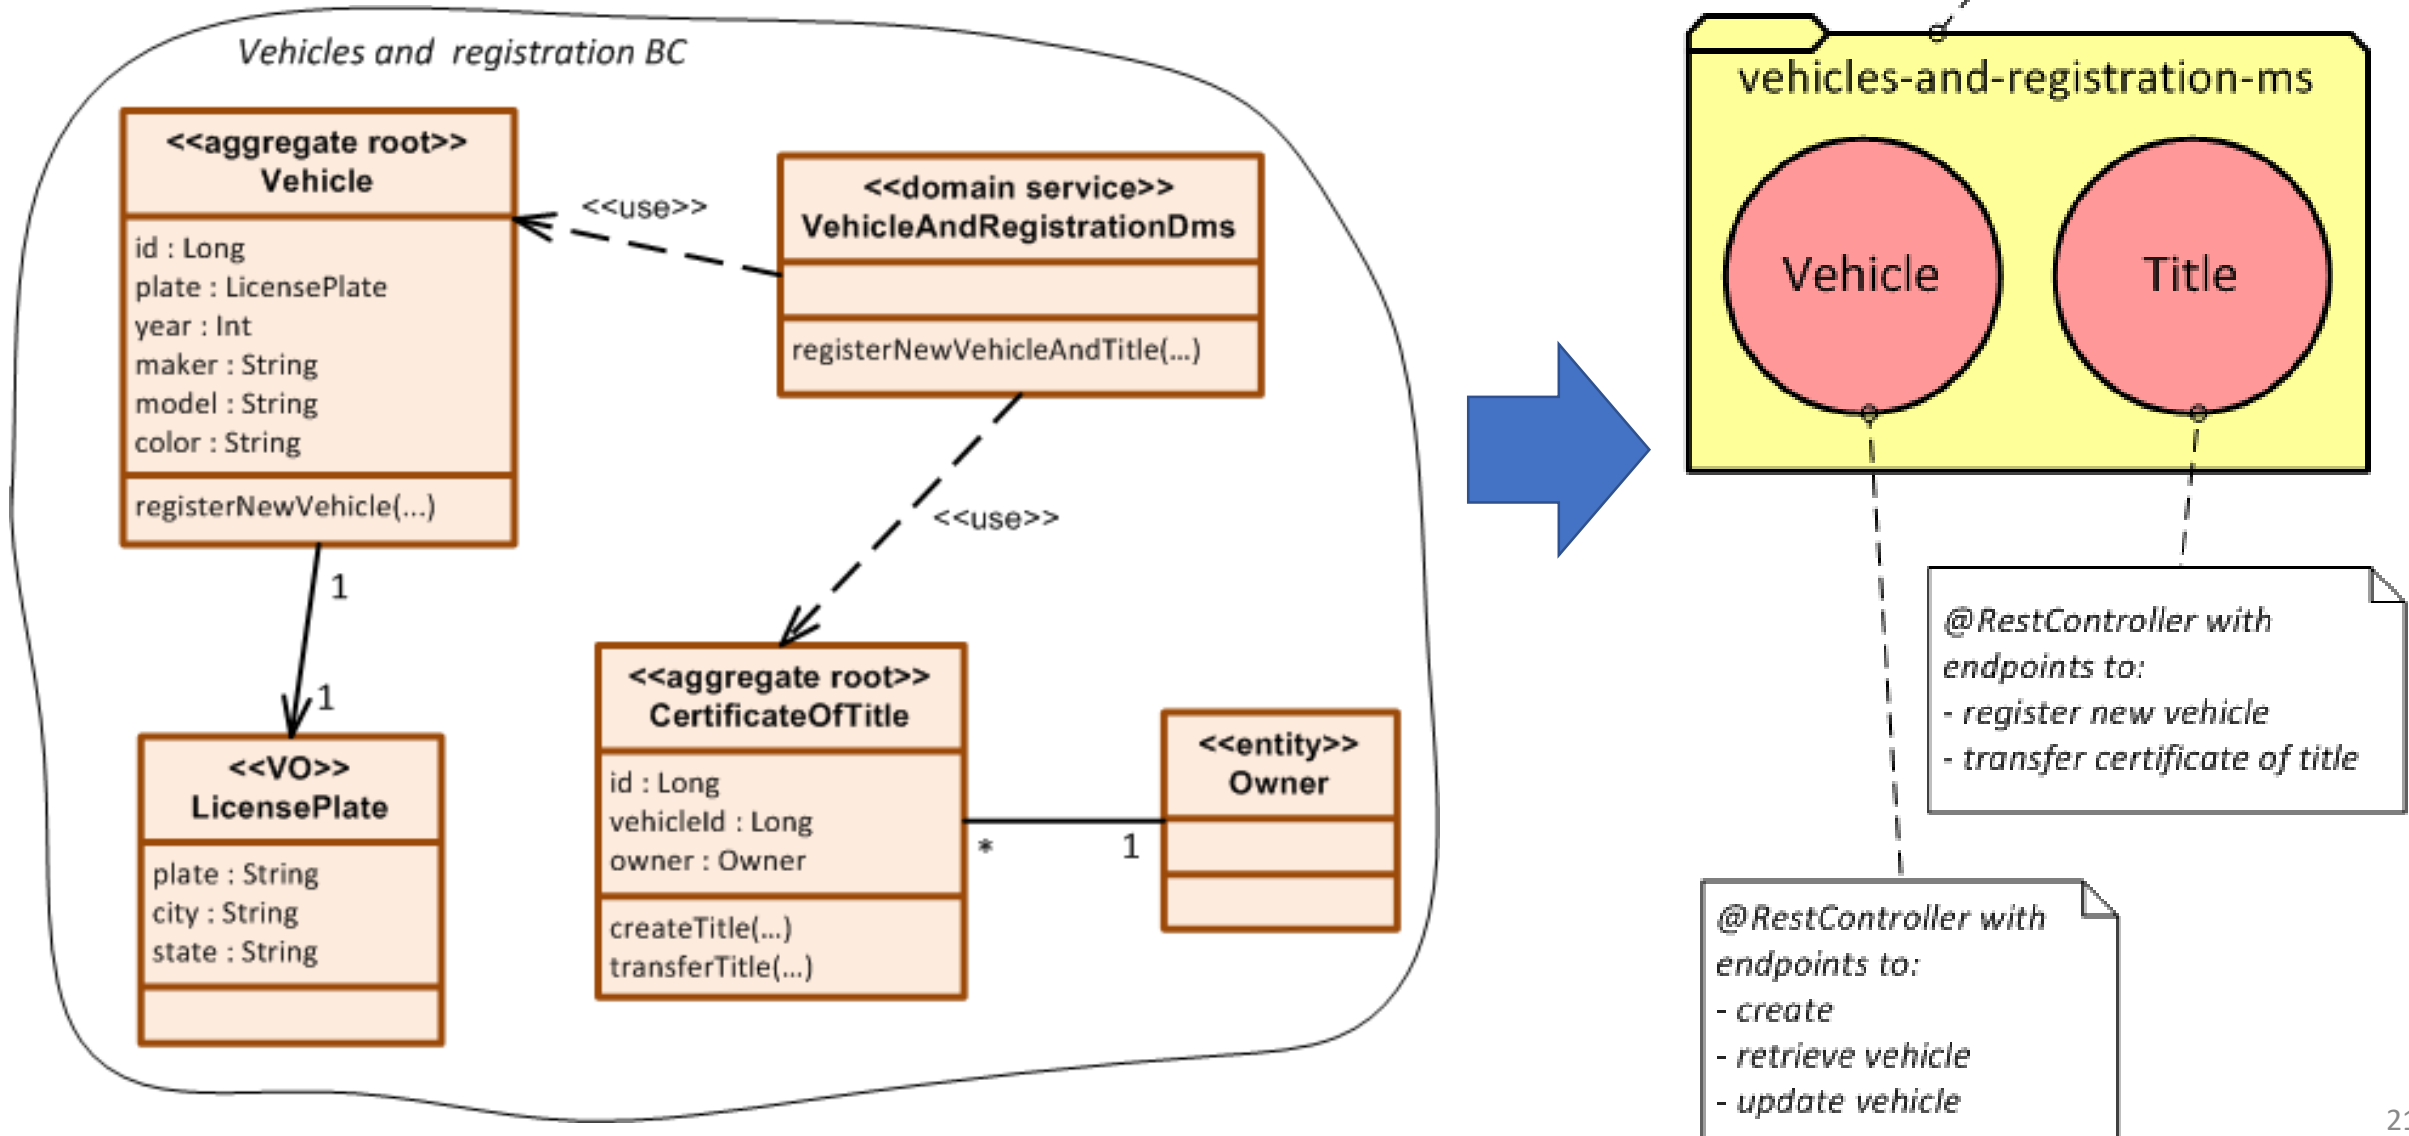 Vehicles and registration BC
<<aggregate root>>
Vehicle
id : Long
plate : LicensePlate
year : Int
maker : String
model : String
color : String
registerNewVehicle(...)
<<use>>
<<domain service>>
VehicleAndRegistrationDms
registerNewVehicleAndTitle(...)
<<use>>
1
1
<<VO>>
LicensePlate
plate : String
city : String
state : String
<<aggregate root>>
CertificateOfTitle
id : Long
vehicleId : Long
owner : Owner
createTitle(...)
transferTitle(...)
*
1
<<entity>>
Owner
vehicles-and-registration-ms
Vehicle
Title
@RestController with
endpoints to:
- register new vehicle
- transfer certificate of title
@RestController with
endpoints to:
- create
- retrieve vehicle
- update vehicle
21